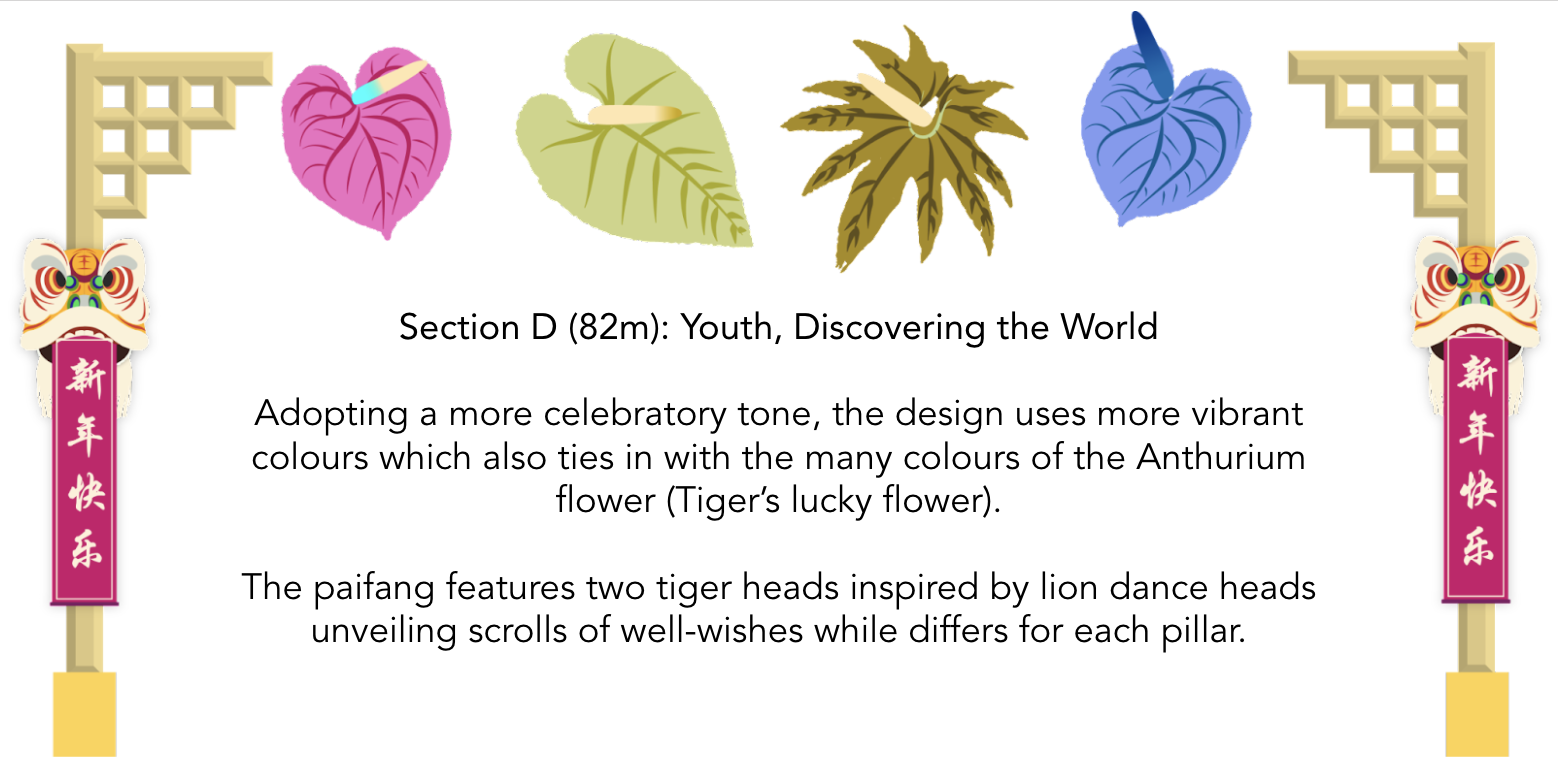 Section D (82m): Youth, Discovering the World
Adopting a more celebratory tone, the design uses more vibrant
colours which also ties in with the many colours of the Anthurium
flower (Tiger’s lucky flower).
The paifang features two tiger heads inspired by lion dance heads
unveiling scrolls of well-wishes while differs for each pillar.
王
新年快乐
王
新年快乐